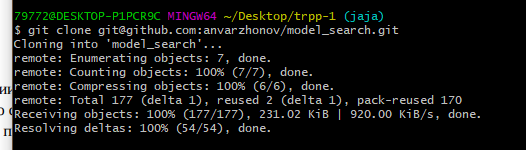 79772@DESKTOP-P1PCR9C MINGW64 ~/Desktop/trpp-1 (jaja)
$ git clone git@github.com:anvarzhonov/model_search.git
Cloning into 'model_search'...
remote: Enumerating objects: 7, done.
remote: Counting objects: 100% (7/7), done.
remote: Compressing objects: 100% (6/6), done.
remote: Total 177 (delta 1), reused 2 (delta 1), pack-reused 170
Receiving objects: 100% (177/177), 231.02 KiB | 920.00 KiB/s, done.
Resolving deltas: 100% (54/54), done.